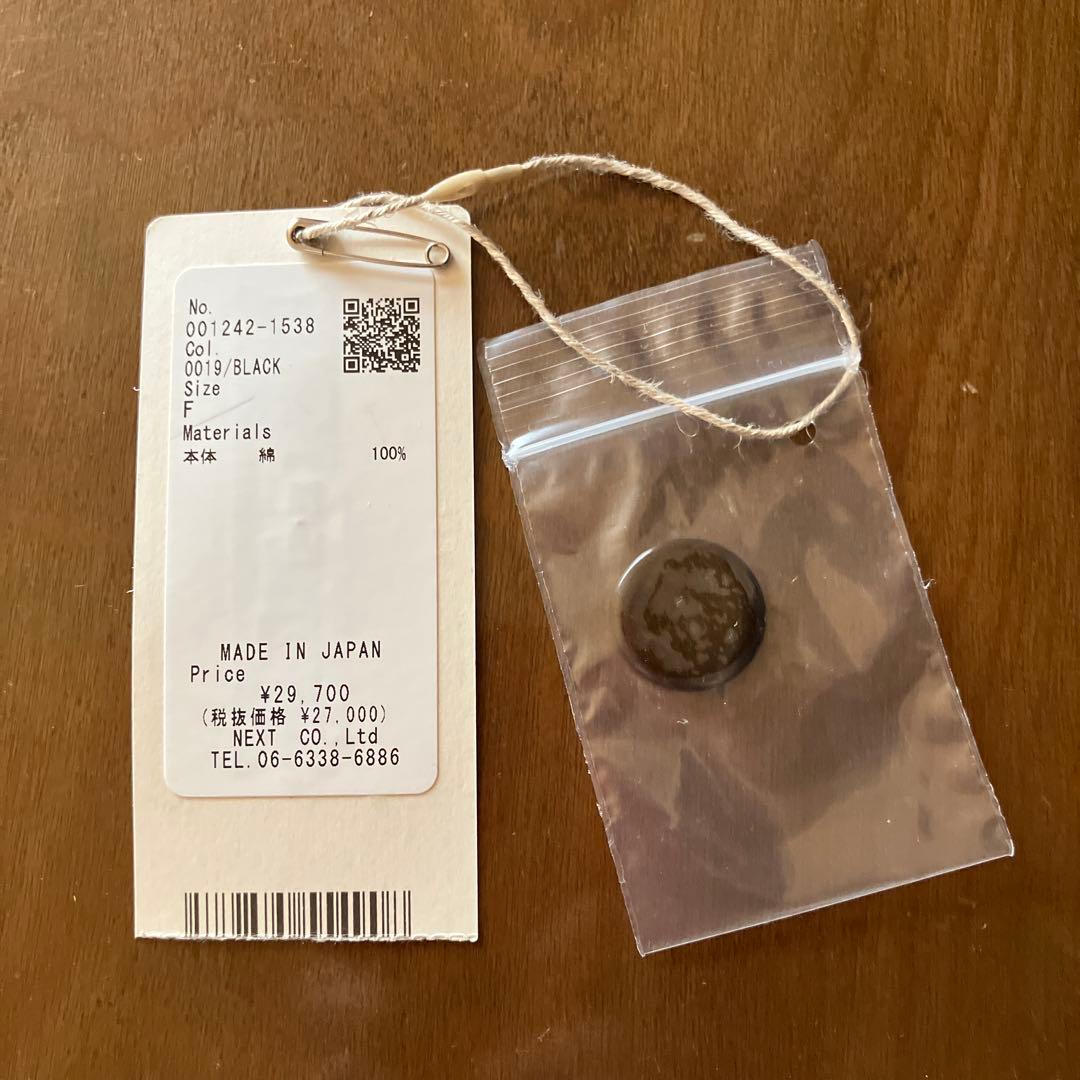 No.
001242-1538
Col.
0019/BLACK
Size
F
Materials
本体 綿 100%
MADE IN JAPAN
Price
¥29,700
(税抜価格 ¥27,000)
NEXT CO.,Ltd
TEL.06-6338-6886